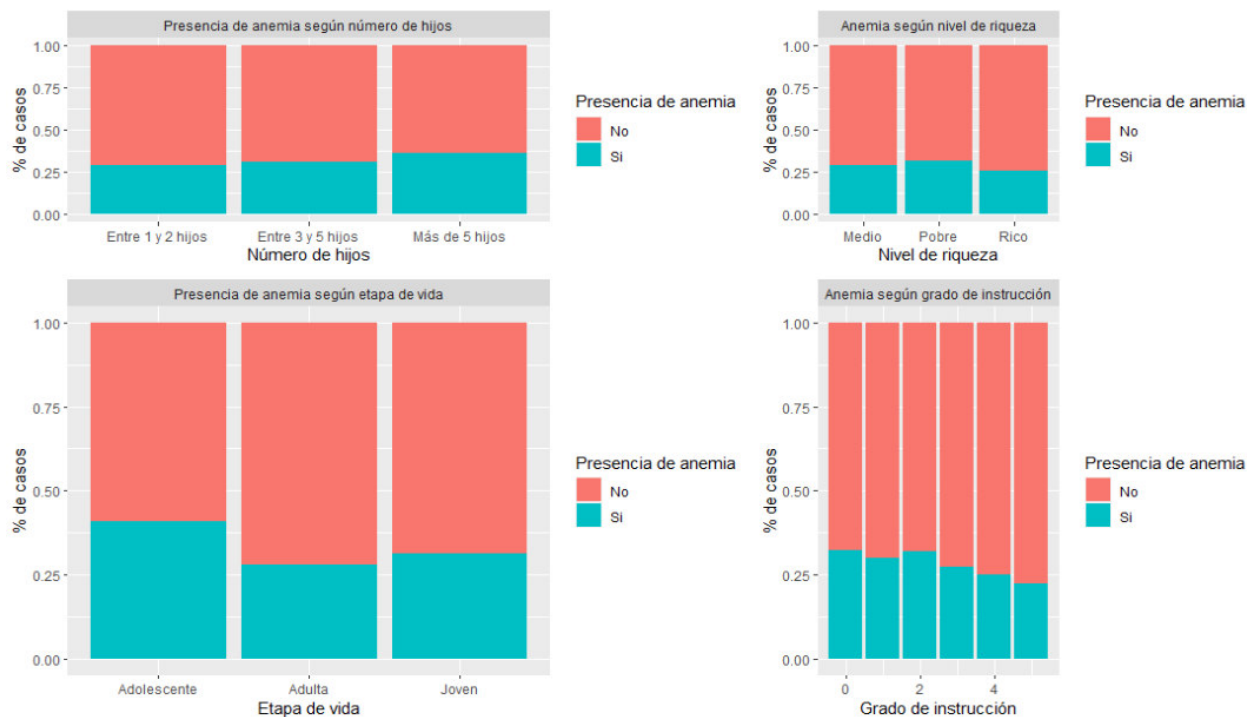 Presencia de anemia según número de hijos
1.00
0.75
0.50
0.25
0.00
% de casos
Entre 1 y 2 hijos Entre 3 y 5 hijos Más de 5 hijos
Número de hijos
Presencia de anemia
No
Si
Anemia según nivel de riqueza
1.00
0.75
0.50
0.25
0.00
% de casos
Medio Pobre Rico
Nivel de riqueza
Presencia de anemia
No
Si
Presencia de anemia según etapa de vida
1.00
0.75
0.50
0.25
0.00
% de casos
Adolescente Adulta Joven
Etapa de vida
Presencia de anemia
No
Si
Anemia según grado de instrucción
1.00
0.75
0.50
0.25
0.00
% de casos
0 2 4
Grado de instrucción
Presencia de anemia
No
Si